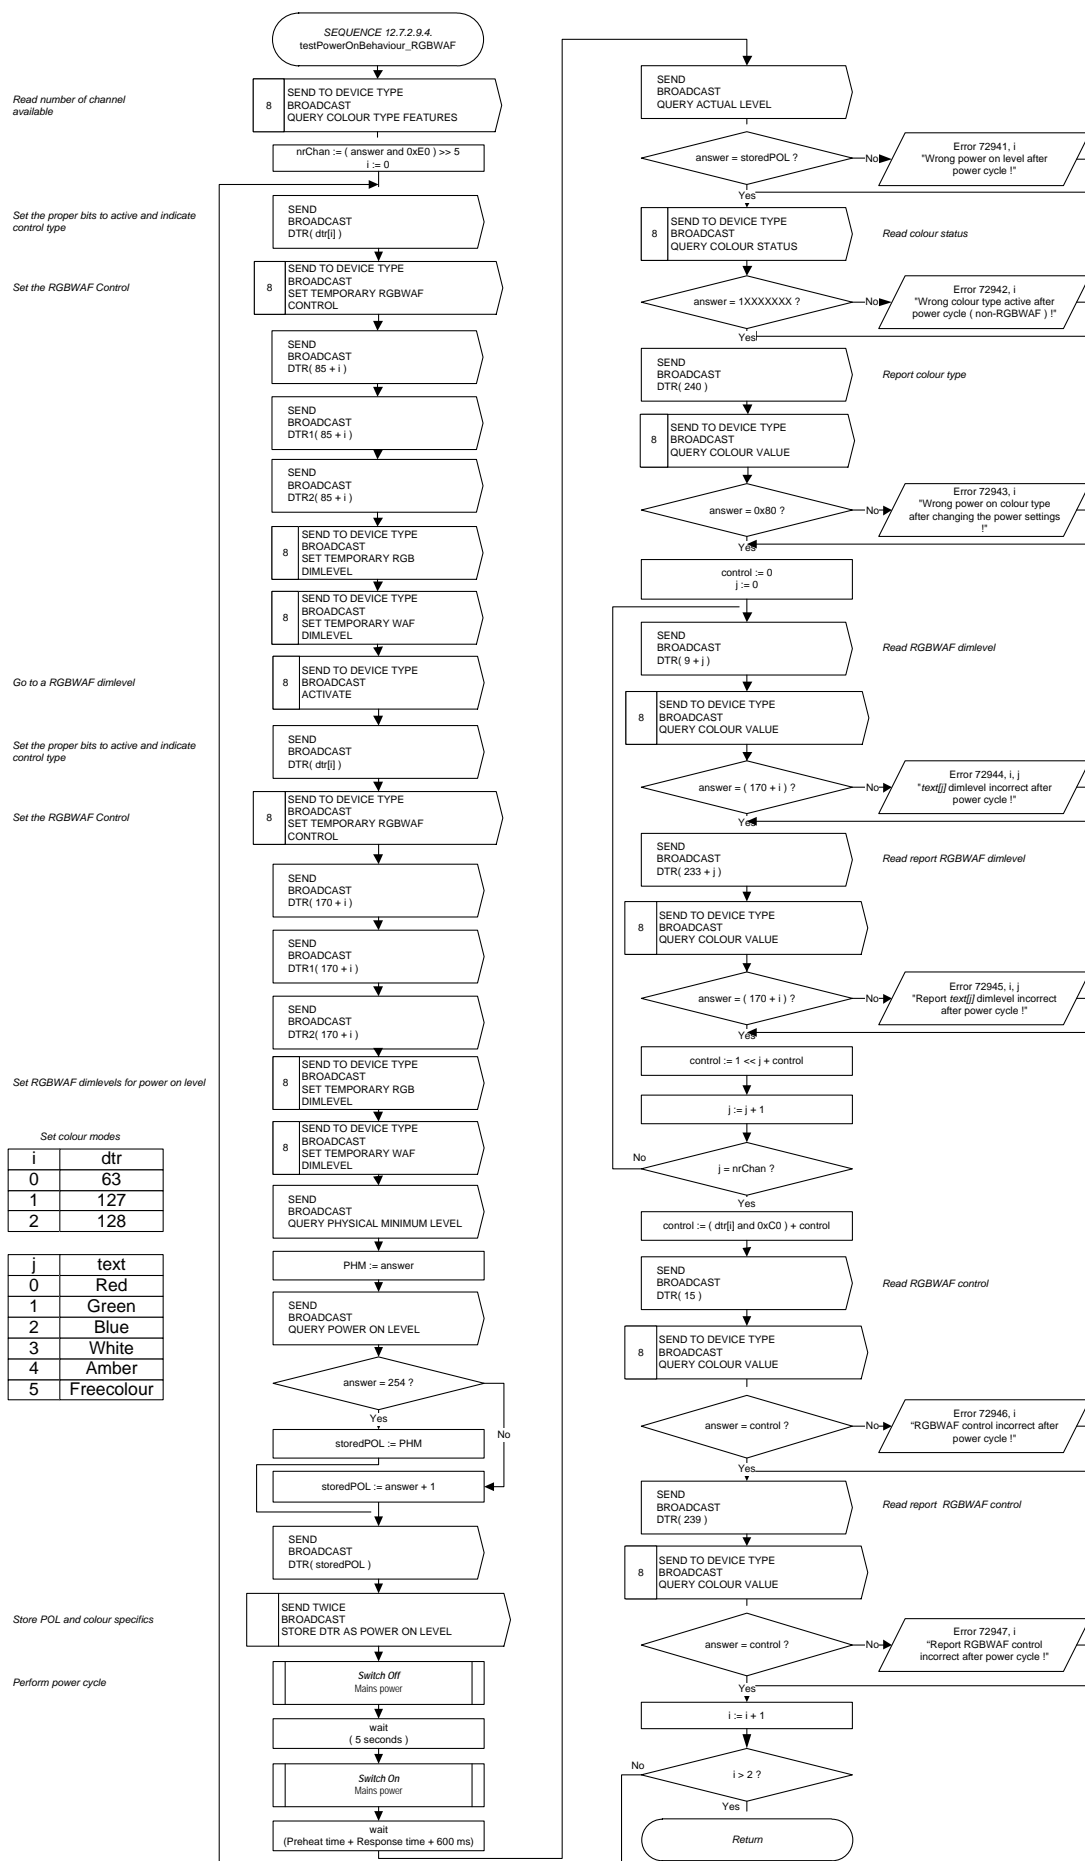 SEQUENCE 12.7.2.9.4.
testPowerOnBehaviour_RGBWAF
Read number of channel
available
8
SEND TO DEVICE TYPE
BROADCAST
QUERY COLOUR TYPE FEATURES
nrChan := ( answer and 0xE0 ) >> 5
i := 0
Set the proper bits to active and indicate
control type
SEND
BROADCAST
DTR( dtr[i] )
Set the RGBWAF Control
8
SEND TO DEVICE TYPE
BROADCAST
SET TEMPORARY RGBWAF
CONTROL
SEND
BROADCAST
DTR( 85 + i )
SEND
BROADCAST
DTR1( 85 + i )
SEND
BROADCAST
DTR2( 85 + i )
8
SEND TO DEVICE TYPE
BROADCAST
SET TEMPORARY RGB
DIMLEVEL
8
SEND TO DEVICE TYPE
BROADCAST
SET TEMPORARY WAF
DIMLEVEL
Go to a RGBWAF dimlevel
8
SEND TO DEVICE TYPE
BROADCAST
ACTIVATE
Set the proper bits to active and indicate
control type
SEND
BROADCAST
DTR( dtr[i] )
Set the RGBWAF Control
8
SEND TO DEVICE TYPE
BROADCAST
SET TEMPORARY RGBWAF
CONTROL
SEND
BROADCAST
DTR( 170 + i )
SEND
BROADCAST
DTR1( 170 + i )
SEND
BROADCAST
DTR2( 170 + i )
Set RGBWAF dimlevels for power on level
8
SEND TO DEVICE TYPE
BROADCAST
SET TEMPORARY RGB
DIMLEVEL
8
SEND TO DEVICE TYPE
BROADCAST
SET TEMPORARY WAF
DIMLEVEL
Set colour modes
i dtr
0 63
1 127
2 128
j text
0 Red
1 Green
2 Blue
3 White
4 Amber
5 Freecolour
SEND
BROADCAST
QUERY PHYSICAL MINIMUM LEVEL
PHM := answer
SEND
BROADCAST
QUERY POWER ON LEVEL
answer = 254 ?
Yes
No
storedPOL := PHM
storedPOL := answer + 1
SEND
BROADCAST
DTR( storedPOL )
Store POL and colour specifics
SEND TWICE
BROADCAST
STORE DTR AS POWER ON LEVEL
Perform power cycle
Switch Off
Mains power
wait
( 5 seconds )
Switch On
Mains power
wait
(Preheat time + Response time + 600 ms)
SEND
BROADCAST
QUERY ACTUAL LEVEL
answer = storedPOL ?
No
Error 72941, i
"Wrong power on level after
power cycle !"
Yes
8
SEND TO DEVICE TYPE
BROADCAST
QUERY COLOUR STATUS
Read colour status
answer = 1XXXXXXX ?
No
Error 72942, i
"Wrong colour type active after
power cycle ( non-RGBWAF ) !"
Yes
SEND
BROADCAST
DTR( 240 )
Report colour type
8
SEND TO DEVICE TYPE
BROADCAST
QUERY COLOUR VALUE
answer = 0x80 ?
No
Error 72943, i
"Wrong power on colour type
after changing the power settings
!"
Yes
control := 0
j := 0
SEND
BROADCAST
DTR( 9 + j )
Read RGBWAF dimlevel
8
SEND TO DEVICE TYPE
BROADCAST
QUERY COLOUR VALUE
answer = ( 170 + i ) ?
No
Error 72944, i, j
"text[j] dimlevel incorrect after
power cycle !"
Yes
SEND
BROADCAST
DTR( 233 + j )
Read report RGBWAF dimlevel
8
SEND TO DEVICE TYPE
BROADCAST
QUERY COLOUR VALUE
answer = ( 170 + i ) ?
No
Error 72945, i, j
"Report text[j] dimlevel incorrect
after power cycle !"
Yes
control := 1 << j + control
j := j + 1
No
j = nrChan ?
Yes
control := ( dtr[i] and 0xC0 ) + control
SEND
BROADCAST
DTR( 15 )
Read RGBWAF control
8
SEND TO DEVICE TYPE
BROADCAST
QUERY COLOUR VALUE
answer = control ?
No
Error 72946, i
"RGBWAF control incorrect after
power cycle !"
Yes
SEND
BROADCAST
DTR( 239 )
Read report RGBWAF control
8
SEND TO DEVICE TYPE
BROADCAST
QUERY COLOUR VALUE
answer = control ?
No
Error 72947, i
"Report RGBWAF control
incorrect after power cycle !"
Yes
i := i + 1
No
i > 2 ?
Yes
Return